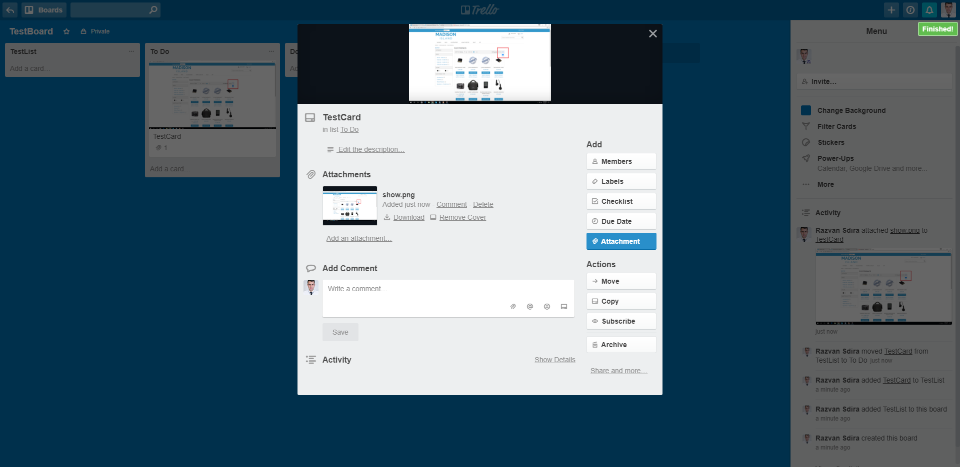 Boards
Trello
Finished!
TestBoard
Private
Menu
TestList
Add a card...
To Do
TestCard
1
Add a card
MADISON
TestCard
in list To Do
Edit the description...
Attachments
show.png
Added just now Comment Delete
Download Remove Cover
Add an attachment...
Add Comment
Write a comment
@
Save
Activity
Show Details
Add
Members
Labels
Checklist
Due Date
Attachment
Actions
Move
Copy
Subscribe
Archive
Share and more...
Invite...
Change Background
Filter Cards
Stickers
Power-Ups
Calendar, Google Drive and more...
More
Activity
Razvan Sdira attached show.png to
TestCard
just now
Razvan Sdira moved TestCard from
TestList to To Do just now
Razvan Sdira added TestCard to TestList
a minute ago
Razvan Sdira added TestList to this board
a minute ago
Razvan Sdira created this board
a minute ago